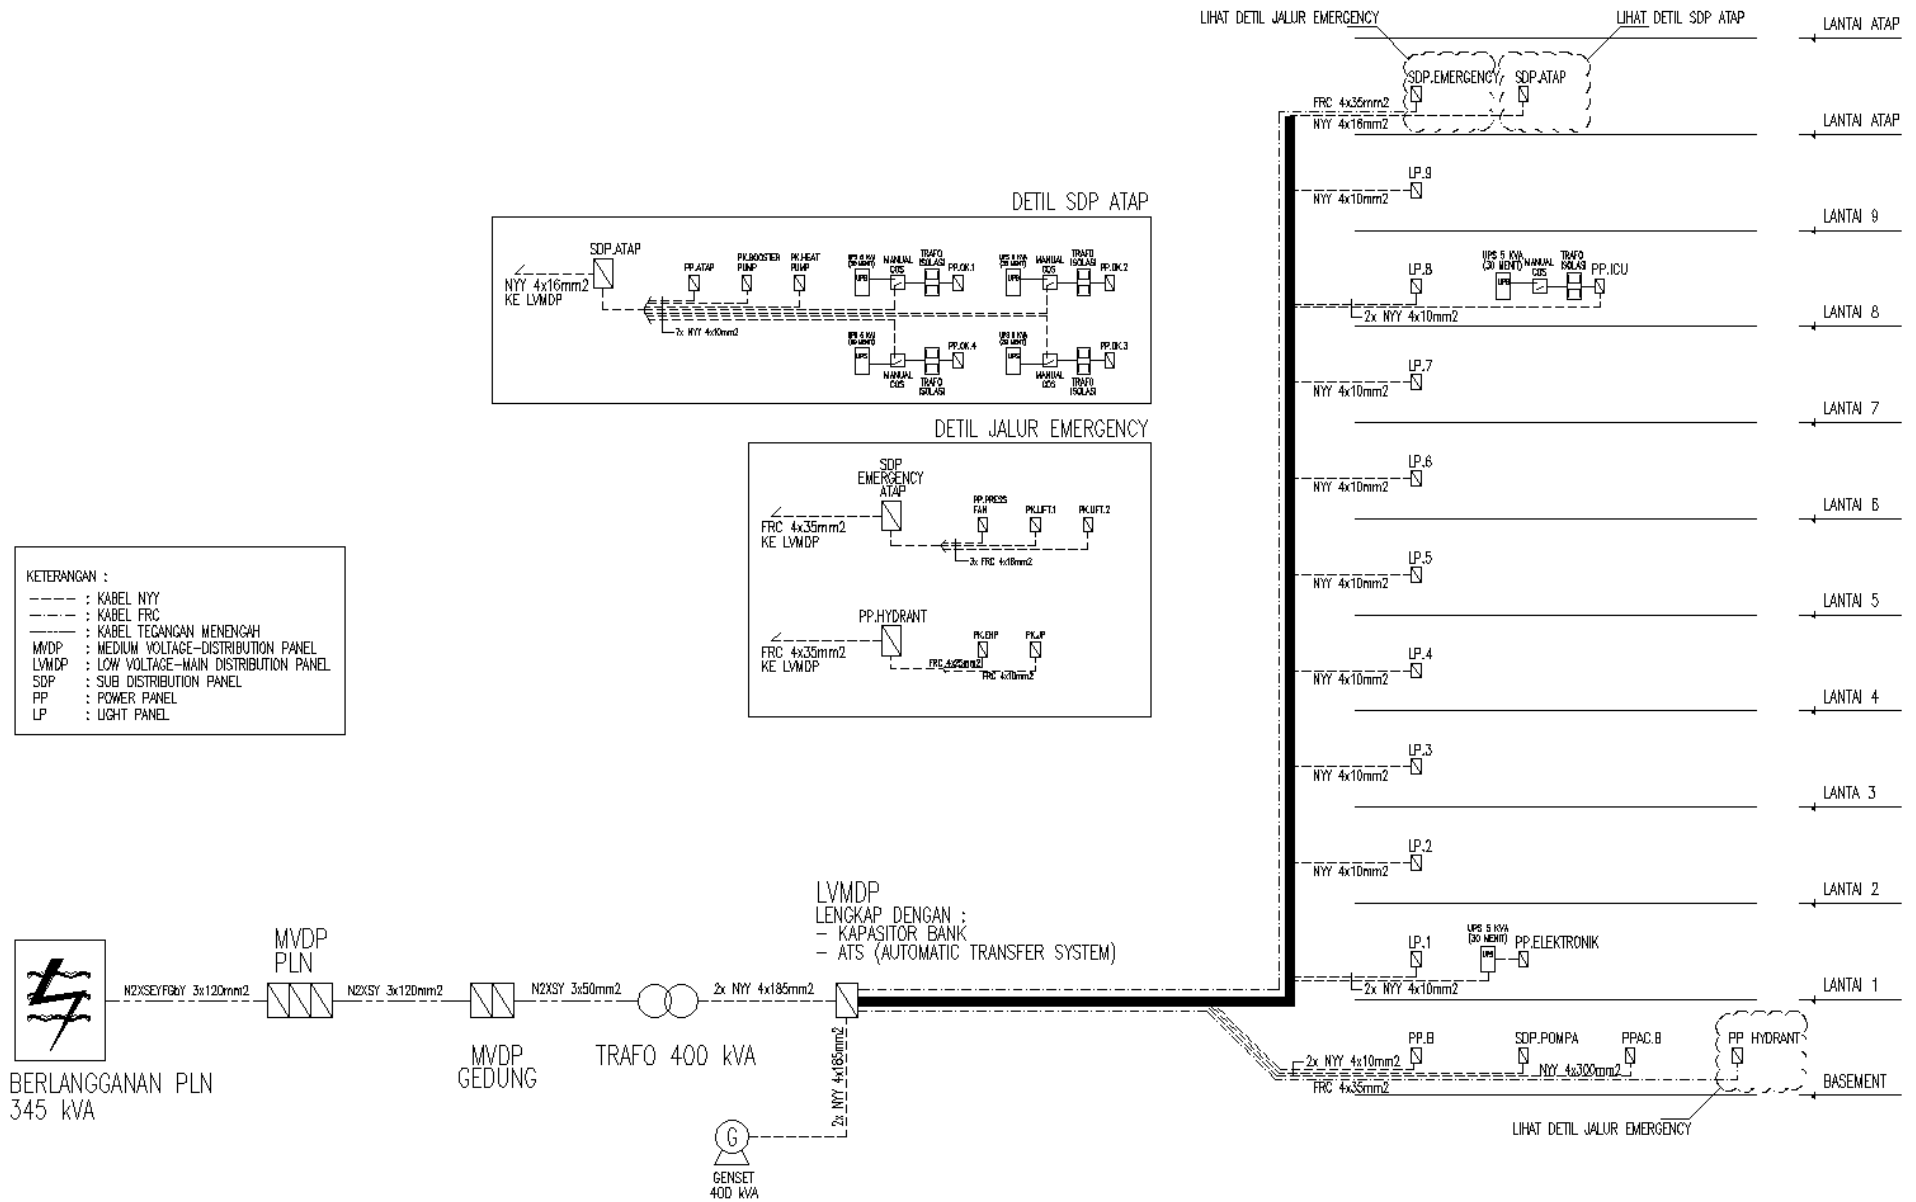 LIHAT DETIL JALUR EMERGENCY
LIHAT DETIL SDP ATAP
LANTAI ATAP
SDP.EMERGENCY
SDP.ATAP
FRC 4x35mm2
NYY 4x16mm2
LANTAI ATAP
LP.9
NYY 4x10mm2
LANTAI 9
LP.8
UPS 5 KVA
(30 MENIT)
UPS
MANUAL
COS
TRAFO
ISOLASI
PP.ICU
2x NYY 4x10mm2
LANTAI 8
LP.7
NYY 4x10mm2
LANTAI 7
LP.6
NYY 4x10mm2
LANTAI 6
LP.5
NYY 4x10mm2
LANTAI 5
LP.4
NYY 4x10mm2
LANTAI 4
LP.3
NYY 4x10mm2
LANTA 3
LP.2
NYY 4x10mm2
LANTAI 2
LP.1
UPS 5 KVA
(30 MENIT)
UPS
PP.ELEKTRONIK
2x NYY 4x10mm2
LANTAI 1
PP.B
SDP.POMPA
PPAC.B
PP HYDRANT
2x NYY 4x10mm2
NYY 4x300mm2
FRC 4x35mm2
BASEMENT
LIHAT DETIL JALUR EMERGENCY
DETIL SDP ATAP
SDP.ATAP
NYY 4x16mm2
KE LVMDP
PP.ATAP
PK.BOOSTER
PUMP
PK.HEAT
PUMP
7x NYY 4x10mm2
MANUAL
COS
TRAFO
ISOLASI
PP.OK.1
MANUAL
COS
TRAFO
ISOLASI
PP.OK.2
UPS
MANUAL
COS
TRAFO
ISOLASI
PP.OK.4
UPS
MANUAL
COS
TRAFO
ISOLASI
PP.OK.3
DETIL JALUR EMERGENCY
SDP
EMERGENCY
ATAP
FRC 4x35mm2
KE LVMDP
PP.PRESS
FAN
PK.LIFT.1
PK.LIFT.2
PP.HYDRANT
FRC 4x35mm2
KE LVMDP
PK.EHP
PK.JP
FRC 4x10mm2
KETERANGAN :
: KABEL NYY
: KABEL FRC
: KABEL TEGANGAN MENENGAH
MVDP : MEDIUM VOLTAGE-DISTRIBUTION PANEL
LVMDP : LOW VOLTAGE-MAIN DISTRIBUTION PANEL
SDP : SUB DISTRIBUTION PANEL
PP : POWER PANEL
LP : LIGHT PANEL
LVMDP
LENGKAP DENGAN :
- KAPASITOR BANK
- ATS (AUTOMATIC TRANSFER SYSTEM)
BERLANGGANAN PLN
345 kVA
N2XSEYFGbY 3x120mm2
MVDP
PLN
N2XSY 3x120mm2
MVDP
GEDUNG
N2XSY 3x50mm2
TRAFO 400 kVA
2x NYY 4x185mm2
2x NYY 4x185mm2
G
GENSET
400 kVA